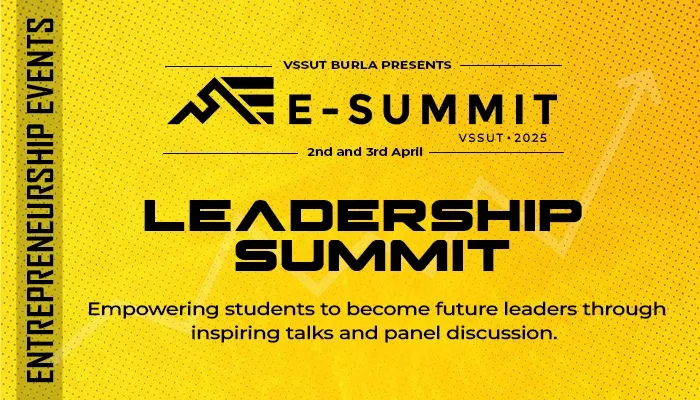 ENTREPRENEURSHIP EVENTS
VSSUT BURLA PRESENTS
E-SUMMIT
VSSUT • 2025
2nd and 3rd April
LEADERSHIP
SUMMIT
Empowering students to become future leaders through
inspiring talks and panel discussion.